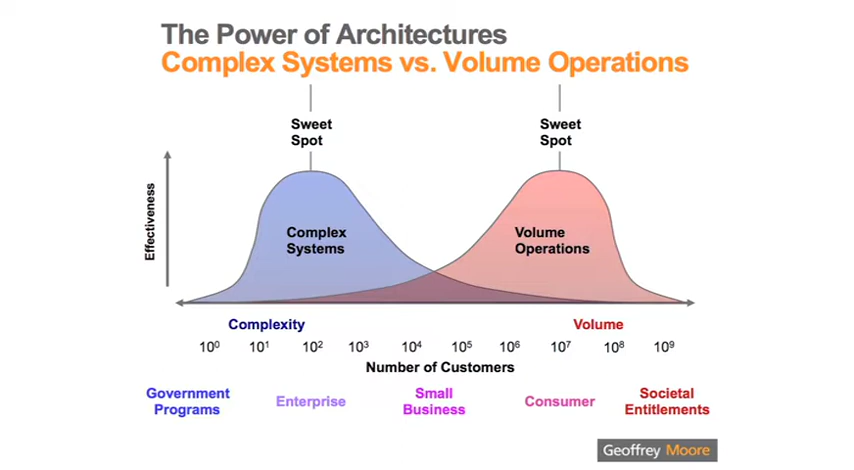 The Power of Architectures
Complex Systems vs. Volume Operations
Sweet
Spot
Sweet
Spot
Effectiveness
Complex
Systems
Volume
Operations
Complexity
Volume
10⁰ 10¹ 10² 10³ 10⁴ 10⁵ 10⁶ 10⁷ 10⁸ 10⁹
Number of Customers
Government
Programs
Enterprise
Small
Business
Consumer
Societal
Entitlements
Geoffrey Moore